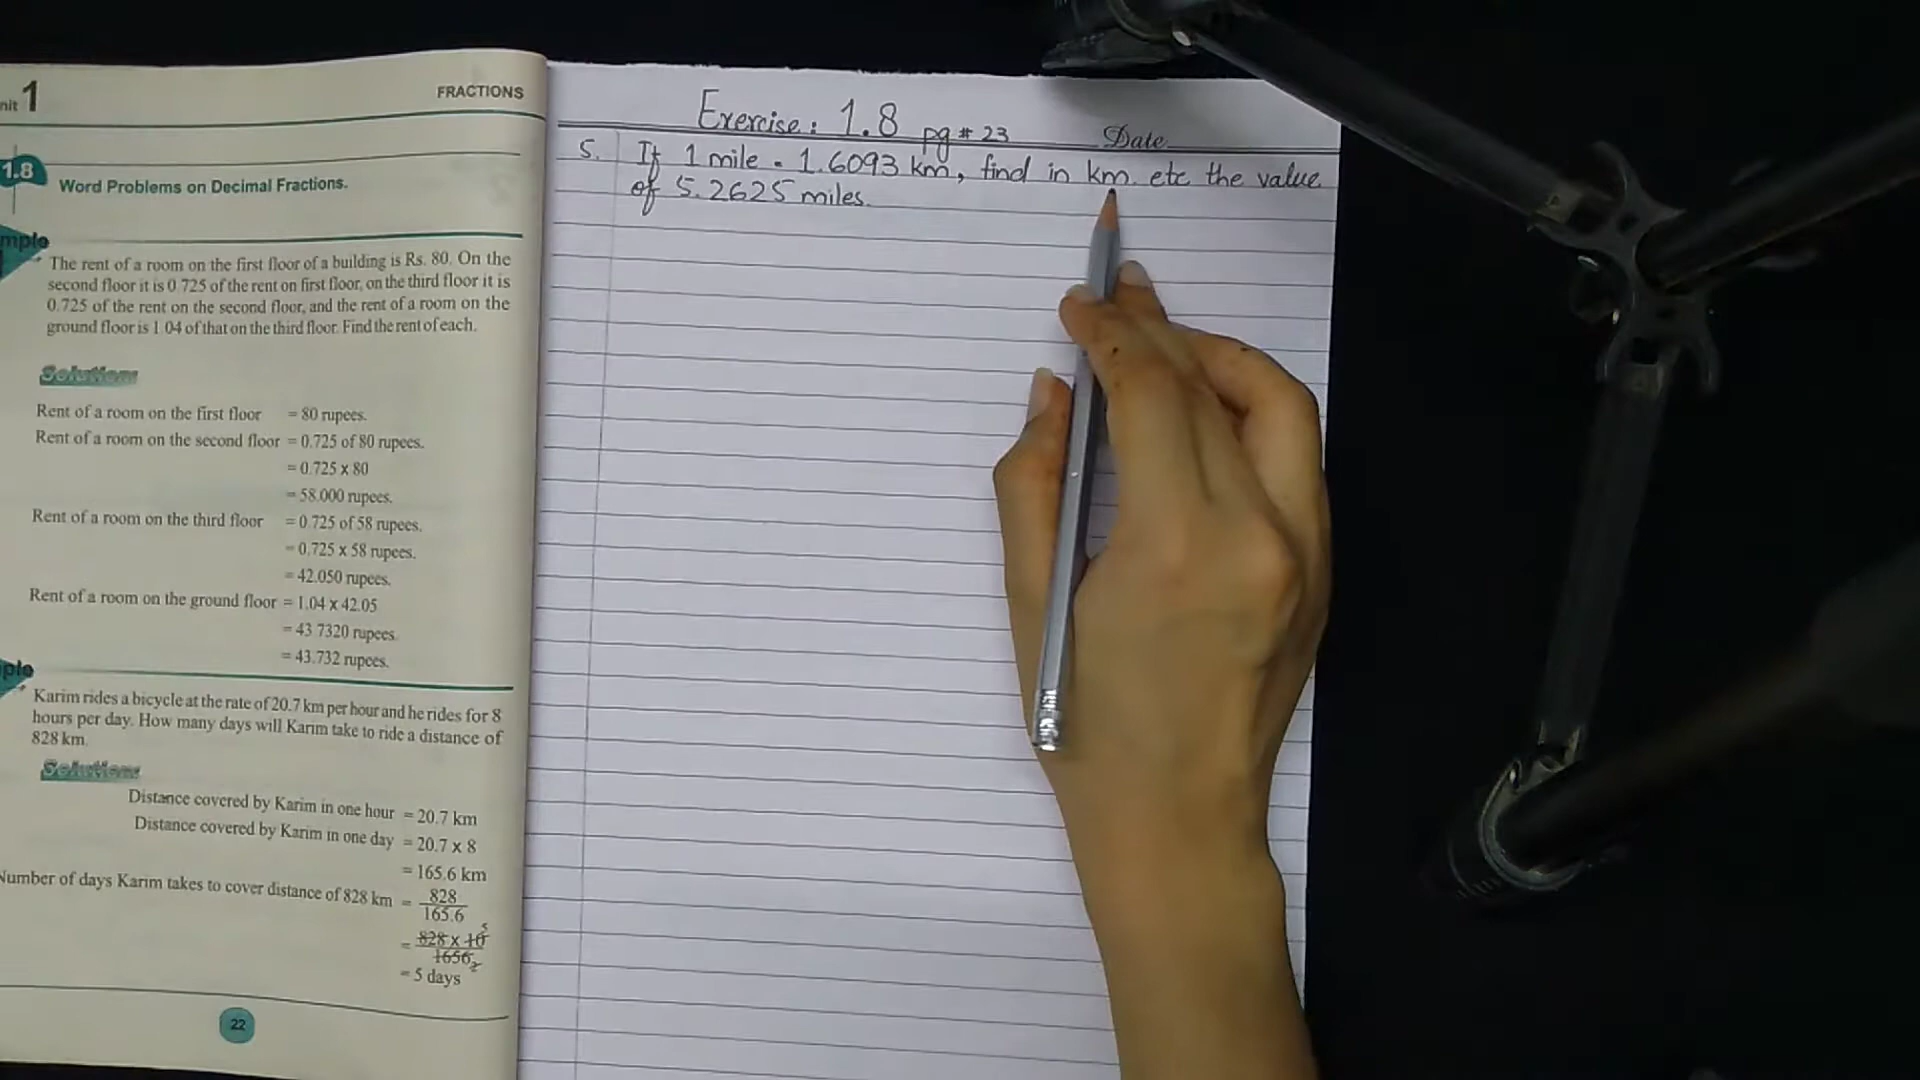 nit 1
FRACTIONS
1.8
Word Problems on Decimal Fractions.
mple
The rent of a room on the first floor of a building is Rs. 80. On the
second floor it is 0.725 of the rent on first floor, on the third floor it is
0.725 of the rent on the second floor, and the rent of a room on the
ground floor is 1.04 of that on the third floor. Find the rent of each.
Solution:
Rent of a room on the first floor = 80 rupees.
Rent of a room on the second floor = 0.725 of 80 rupees.
= 0.725 x 80
= 58.000 rupees.
Rent of a room on the third floor = 0.725 of 58 rupees.
= 0.725 x 58 rupees.
= 42.050 rupees.
Rent of a room on the ground floor = 1.04 x 42.05
= 43.7320 rupees.
= 43.732 rupees.
ple
Karim rides a bicycle at the rate of 20.7 km per hour and he rides for 8
hours per day. How many days will Karim take to ride a distance of
828 km.
Solution:
Distance covered by Karim in one hour = 20.7 km
Distance covered by Karim in one day = 20.7 x 8
= 165.6 km
Number of days Karim takes to cover distance of 828 km = 828
165.6
5
= 828 x 10
1656 2
= 5 days
22
Exercise: 1.8 pg # 23 Date
5. If 1 mile = 1.6093 km, find in km. etc the value
of 5.2625 miles.